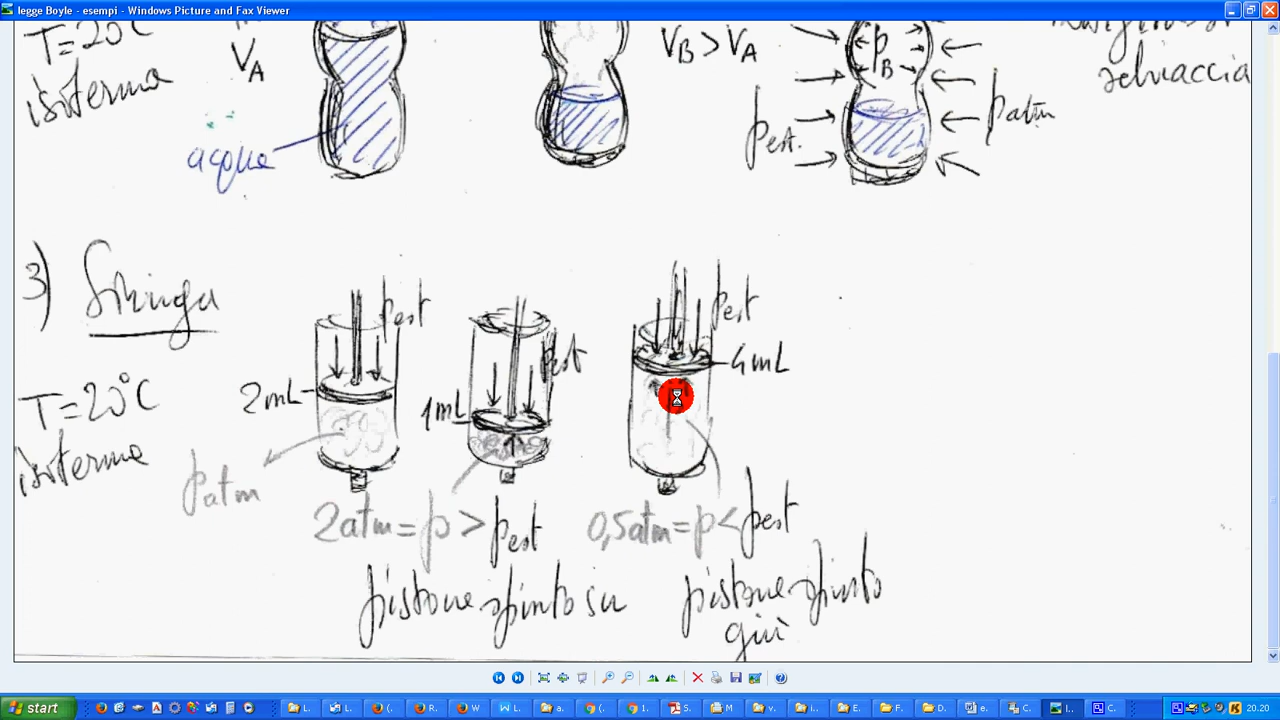 legge Boyle - esempi - Windows Picture and Fax Viewer
T=20°C
isoterma
VA
acqua
VB > VA
pB
pest.
patm
schiaccia
3) Siringa
T=20°C
isoterma
2mL
pest
patm
1mL
pest
2atm = p > pest
pistone spinto su
pest
4mL
0,5atm = p < pest
pistone spinto
giù
start
20.20